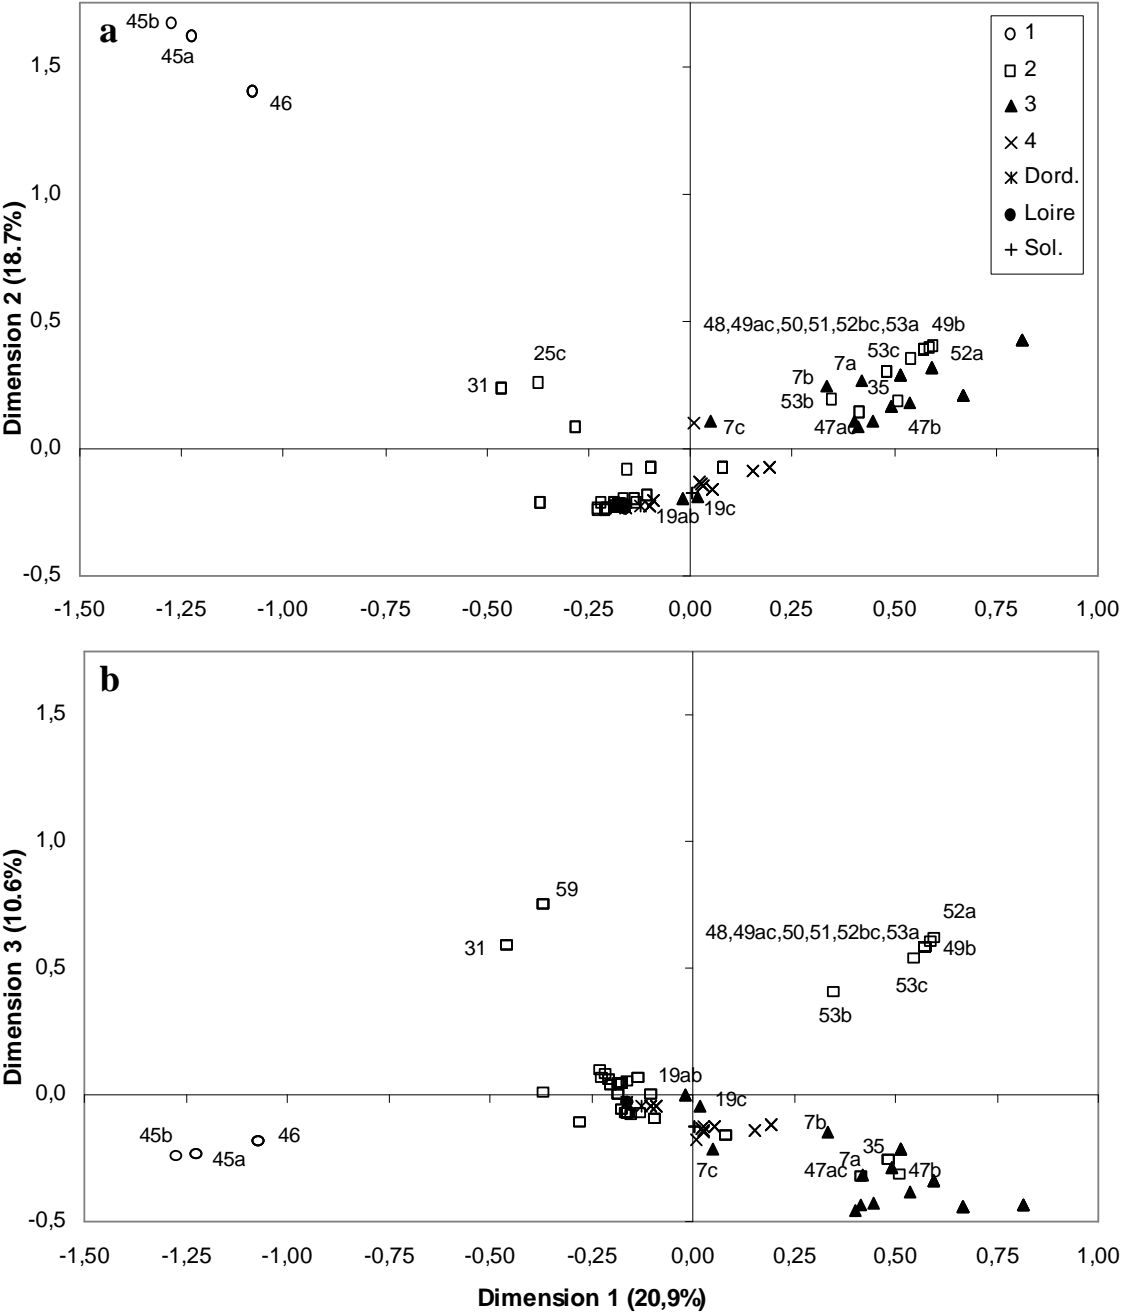 a
45b
45a
46
1
2
3
4
Dord.
Loire
Sol.
1,5
1,0
0,5
0,0
-0,5
Dimension 2 (18.7%)
48,49ac,50,51,52bc,53a
49b
25c
53c
52a
31
7a
7b
35
53b
7c
47ac
47b
19ab
19c
-1,50
-1,25
-1,00
-0,75
-0,50
-0,25
0,00
0,25
0,50
0,75
1,00
b
1,5
1,0
0,5
0,0
-0,5
Dimension 3 (10.6%)
59
52a
48,49ac,50,51,52bc,53a
31
49b
53c
53b
19ab
19c
7b
45b
46
45a
35
7a
7c
47ac
47b
-1,50
-1,25
-1,00
-0,75
-0,50
-0,25
0,00
0,25
0,50
0,75
1,00
Dimension 1 (20,9%)